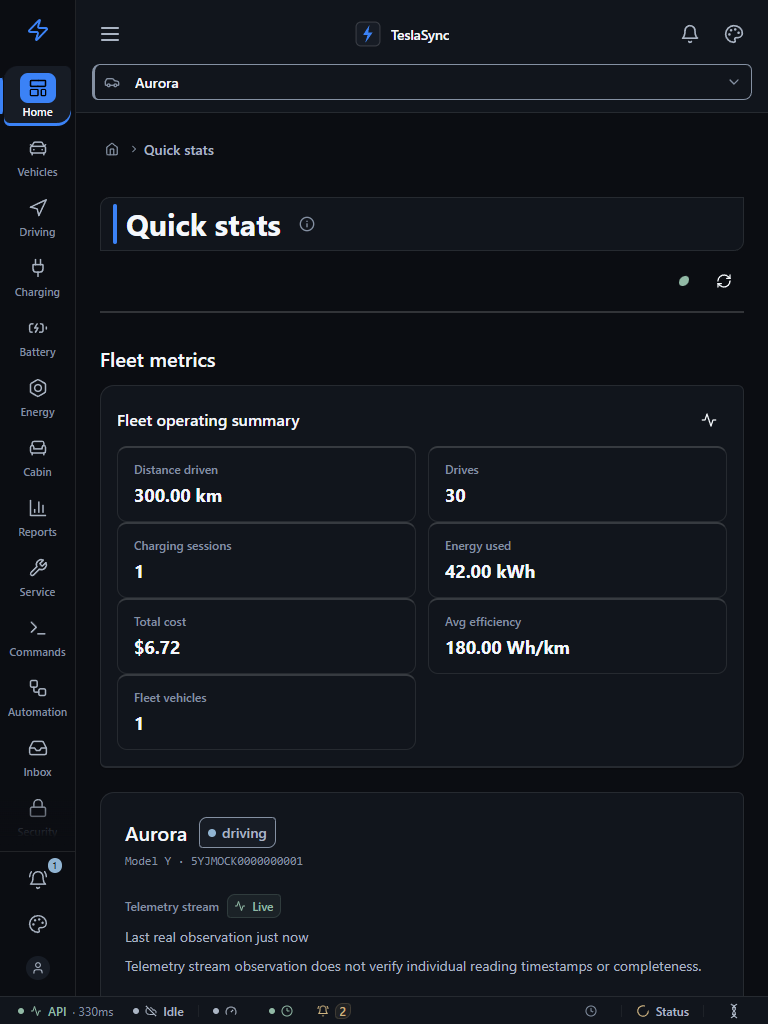 TeslaSync
Aurora
Home
Vehicles
Driving
Charging
Battery
Energy
Cabin
Reports
Service
Commands
Automation
Inbox
Security
1
Quick stats
Quick stats
Fleet metrics
Fleet operating summary
Distance driven
300.00 km
Drives
30
Charging sessions
1
Energy used
42.00 kWh
Total cost
$6.72
Avg efficiency
180.00 Wh/km
Fleet vehicles
1
Aurora
driving
Model Y · 5YJMOCK0000000001
Telemetry stream
Live
Last real observation just now
Telemetry stream observation does not verify individual reading timestamps or completeness.
API · 330ms
Idle
2
Status